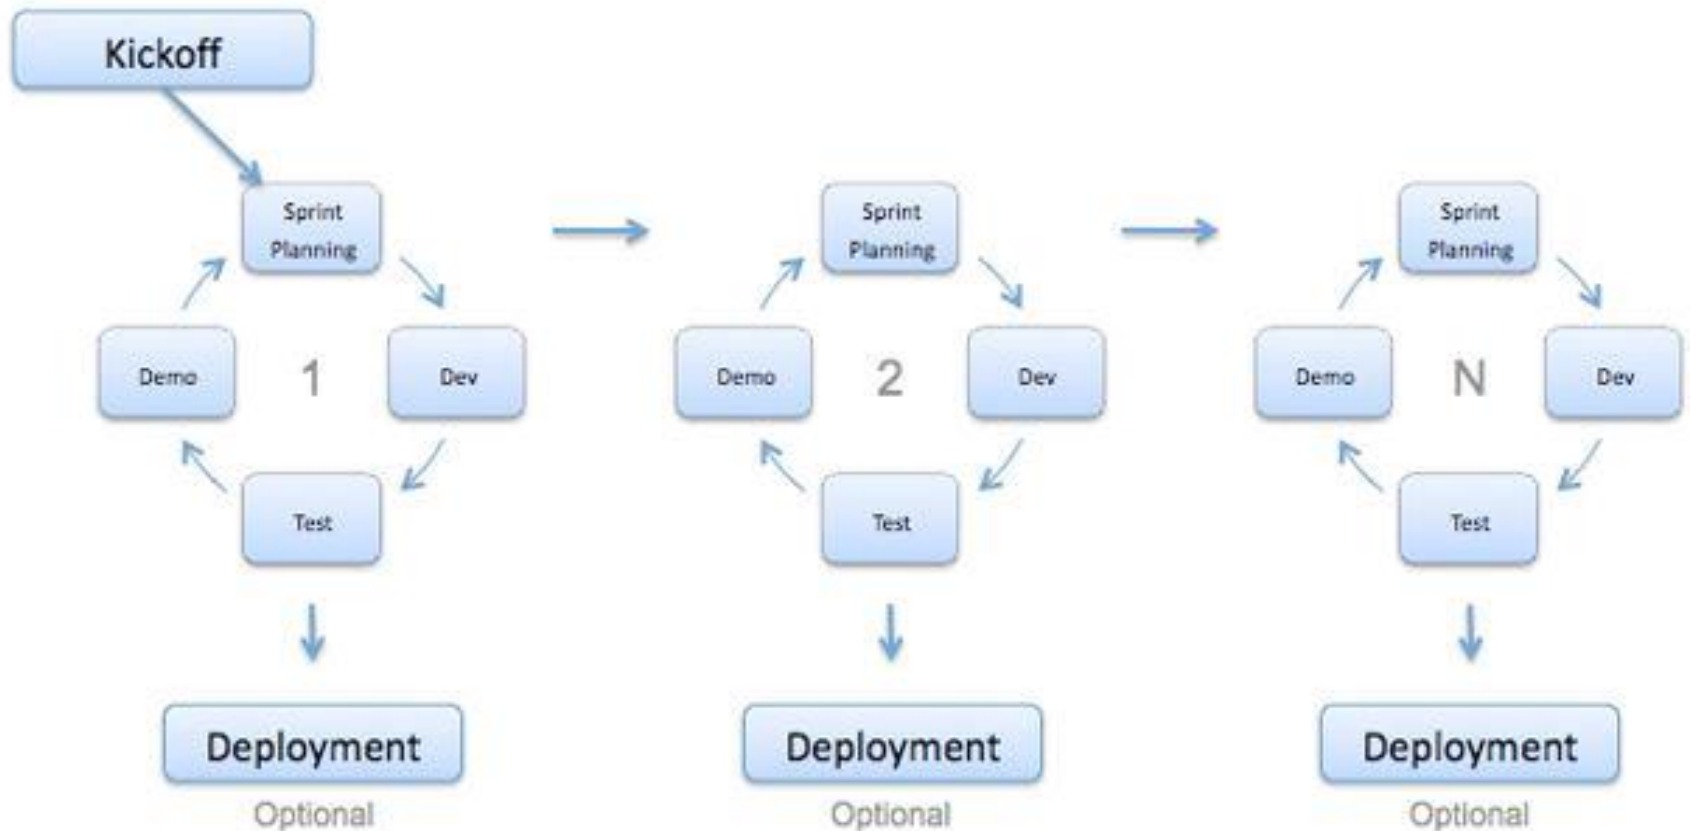 Kickoff
Sprint
Planning
Demo
1
Dev
Test
Deployment
Optional
Sprint
Planning
Demo
2
Dev
Test
Deployment
Optional
Sprint
Planning
Demo
N
Dev
Test
Deployment
Optional